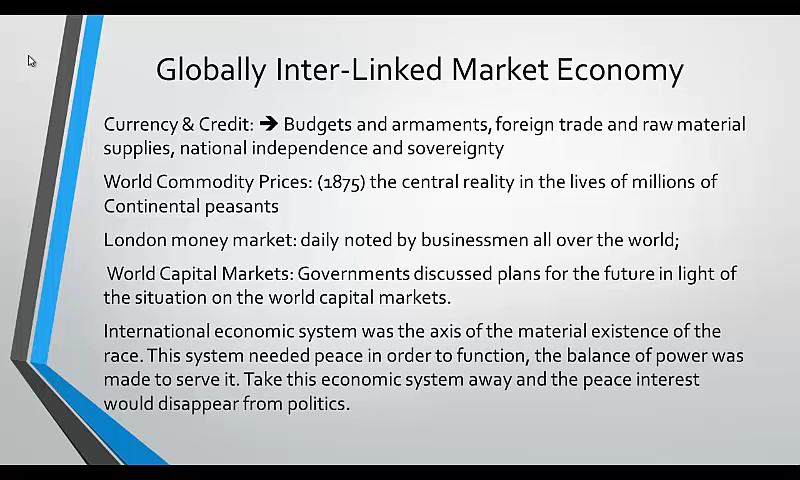 Globally Inter-Linked Market Economy
Currency & Credit: ➔ Budgets and armaments, foreign trade and raw material
supplies, national independence and sovereignty
World Commodity Prices: (1875) the central reality in the lives of millions of
Continental peasants
London money market: daily noted by businessmen all over the world;
World Capital Markets: Governments discussed plans for the future in light of
the situation on the world capital markets.
International economic system was the axis of the material existence of the
race. This system needed peace in order to function, the balance of power was
made to serve it. Take this economic system away and the peace interest
would disappear from politics.